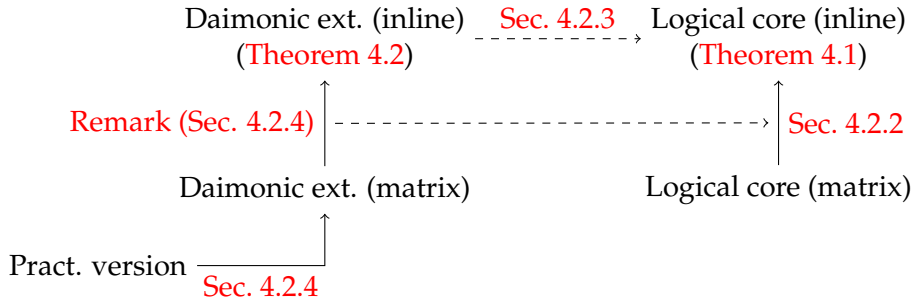 Daimonic ext. (inline) Sec. 4.2.3 Logical core (inline)
(Theorem 4.2) (Theorem 4.1)
Remark (Sec. 4.2.4) Sec. 4.2.2
Daimonic ext. (matrix) Logical core (matrix)
Pract. version
Sec. 4.2.4